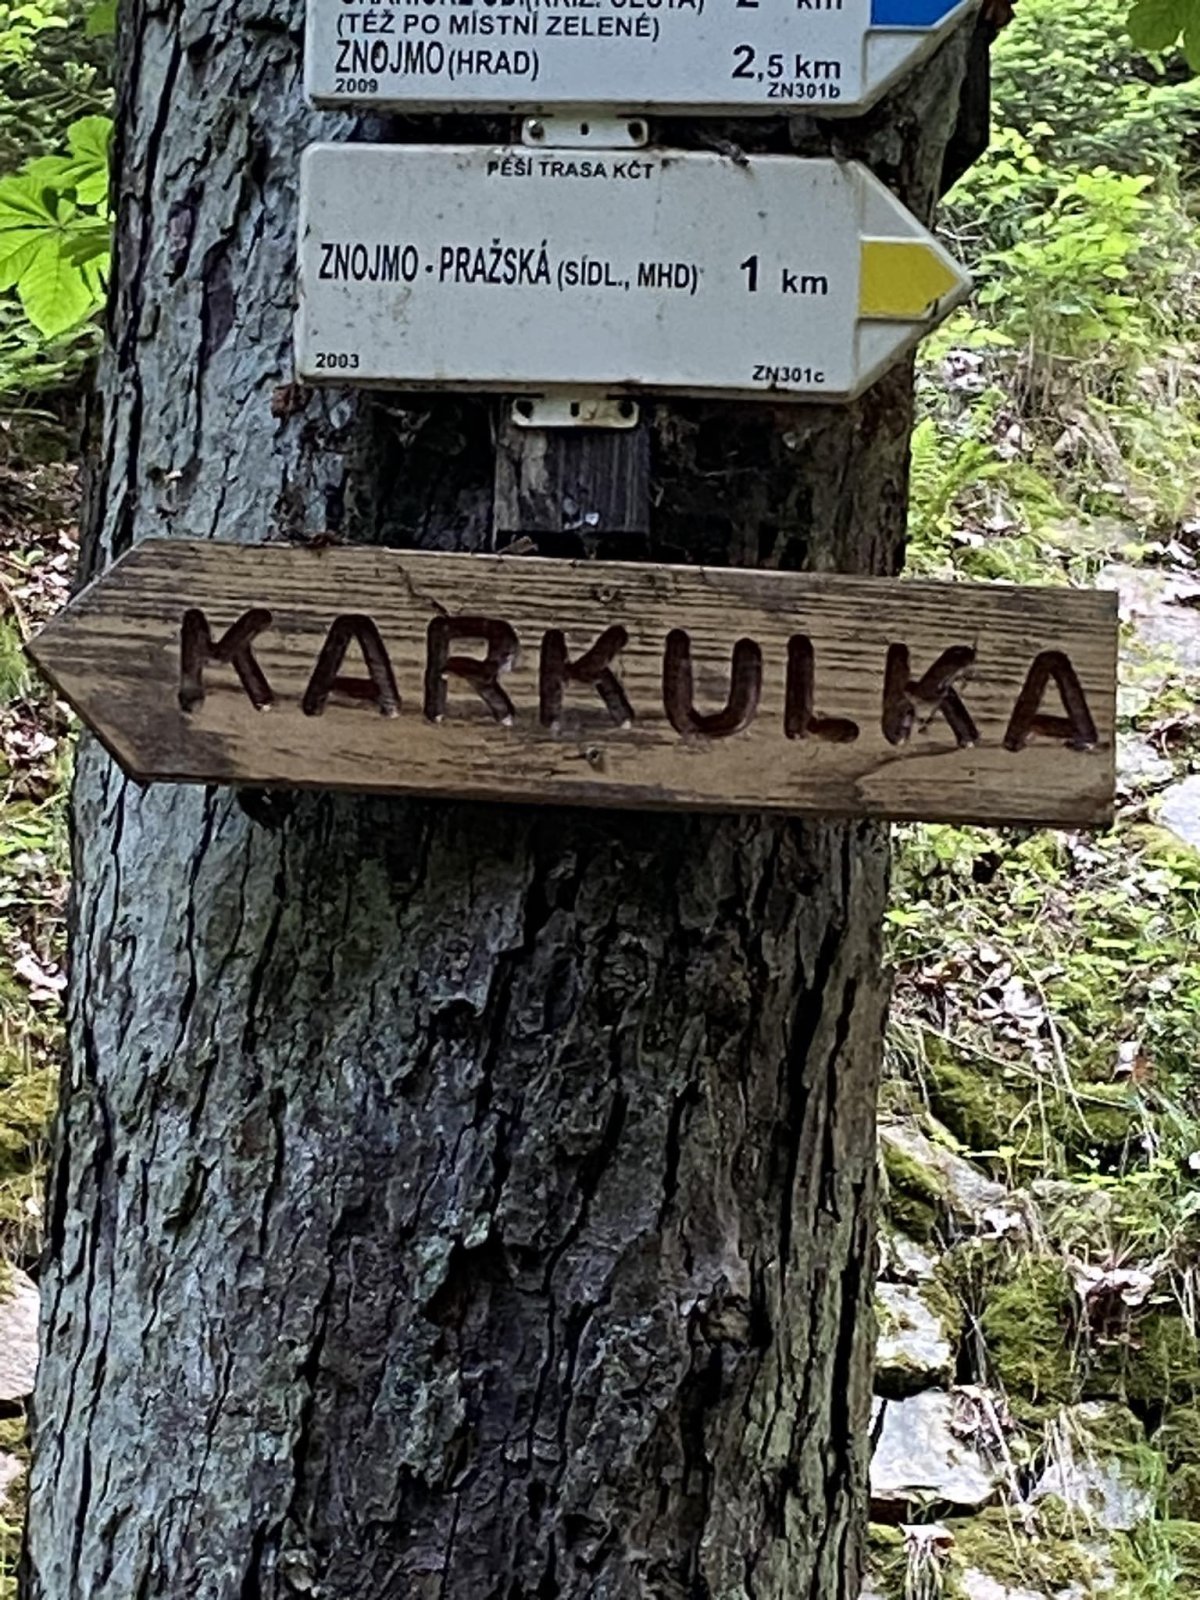 (TÉŽ PO MÍSTNÍ ZELENÉ)
ZNOJMO (HRAD) 2,5 km
2009 ZN301b
PĚŠÍ TRASA KČT
ZNOJMO - PRAŽSKÁ (SÍDL., MHD) 1 km
2003 ZN301c
KARKULKA